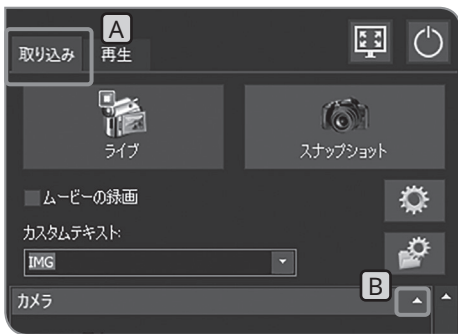 A
取り込み
再生
ライブ
スナップショット
ムービーの録画
カスタムテキスト:
IMG
B
カメラ